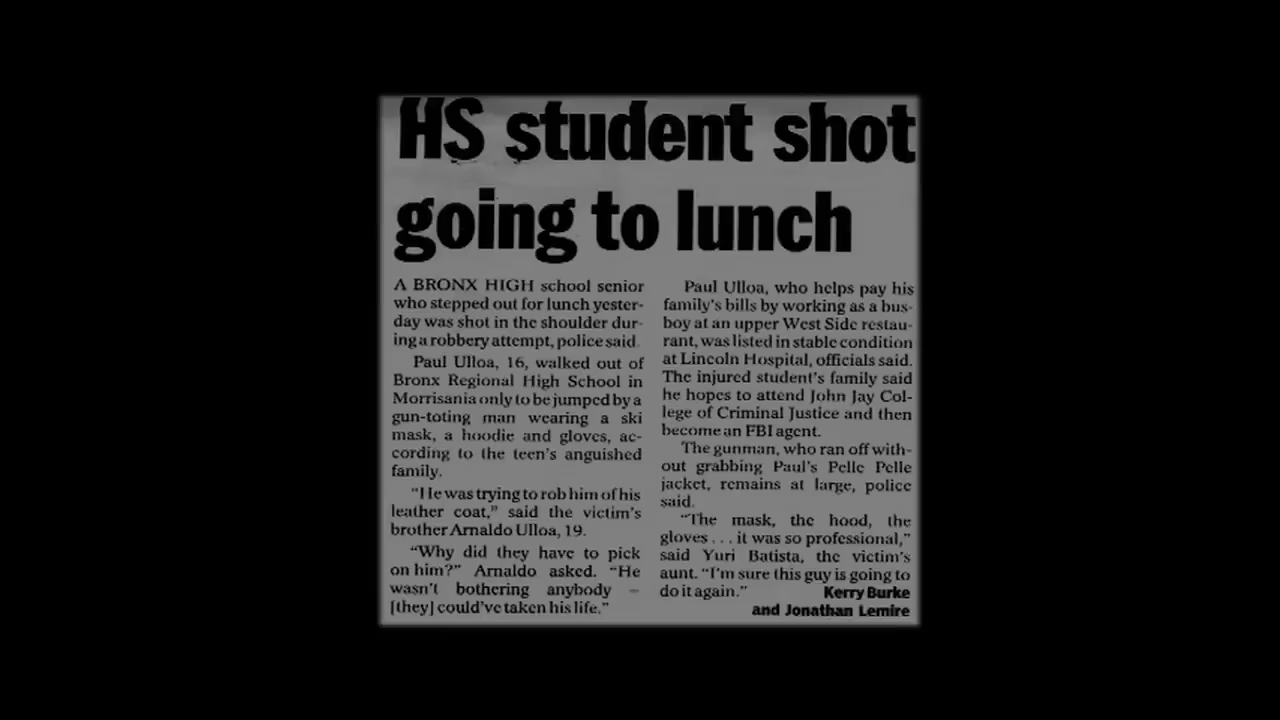 HS student shot
going to lunch
A BRONX HIGH school senior
who stepped out for lunch yester-
day was shot in the shoulder dur-
ing a robbery attempt, police said.
Paul Ulloa, 16, walked out of
Bronx Regional High School in
Morrisania only to be jumped by a
gun-toting man wearing a ski
mask, a hoodie and gloves, ac-
cording to the teen's anguished
family.
"He was trying to rob him of his
leather coat," said the victim's
brother Arnaldo Ulloa, 19.
"Why did they have to pick
on him?" Arnaldo asked. "He
wasn't bothering anybody –
[they] could've taken his life."
Paul Ulloa, who helps pay his
family's bills by working as a bus-
boy at an upper West Side restau-
rant, was listed in stable condition
at Lincoln Hospital, officials said.
The injured student's family said
he hopes to attend John Jay Col-
lege of Criminal Justice and then
become an FBI agent.
The gunman, who ran off with-
out grabbing Paul's Pelle Pelle
jacket, remains at large, police
said.
"The mask, the hood, the
gloves . . . it was so professional,"
said Yuri Batista, the victim's
aunt. "I'm sure this guy is going to
do it again." Kerry Burke
and Jonathan Lemire